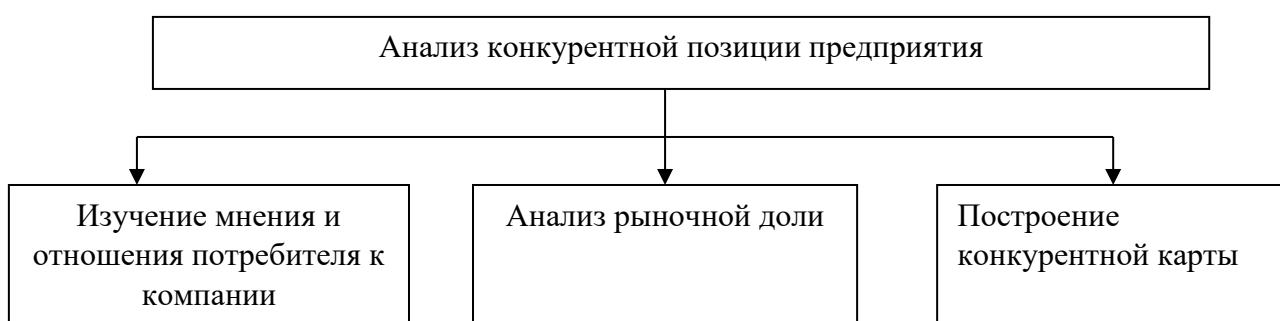 Анализ конкурентной позиции предприятия
Изучение мнения и
отношения потребителя к
компании
Анализ рыночной доли
Построение
конкурентной карты